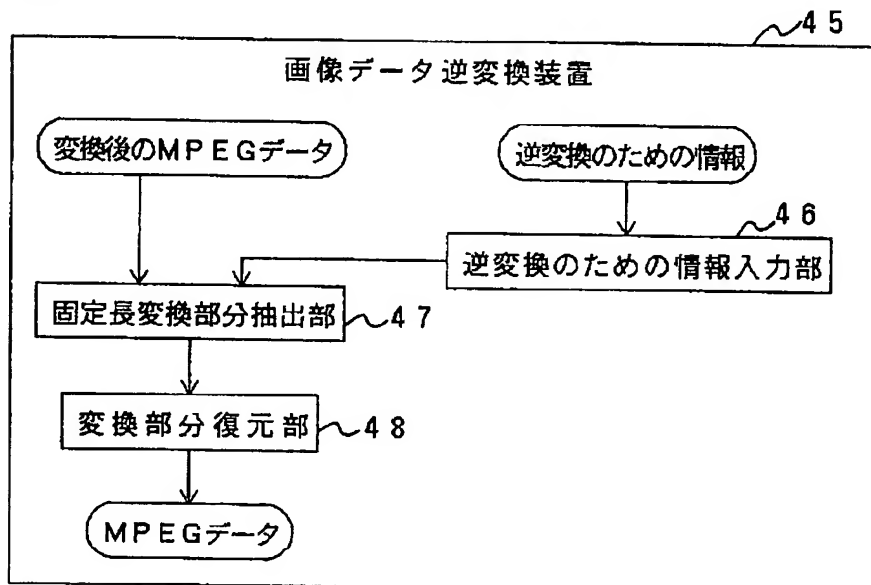 45
画像データ逆変換装置
変換後のMPEGデータ
逆変換のための情報
46
逆変換のための情報入力部
固定長変換部分抽出部
47
変換部分復元部
48
MPEGデータ